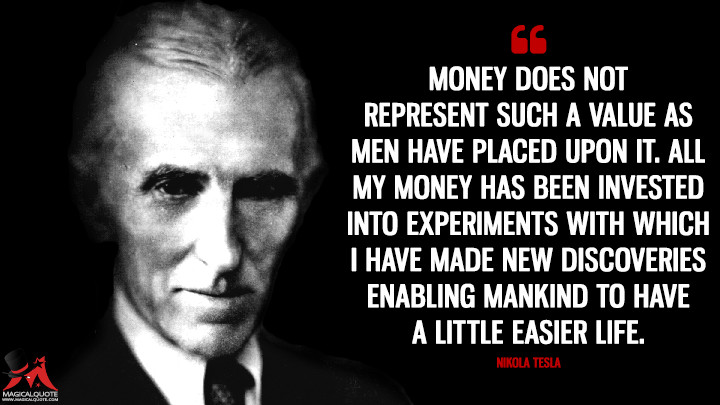 MONEY DOES NOT
REPRESENT SUCH A VALUE AS
MEN HAVE PLACED UPON IT. ALL
MY MONEY HAS BEEN INVESTED
INTO EXPERIMENTS WITH WHICH
I HAVE MADE NEW DISCOVERIES
ENABLING MANKIND TO HAVE
A LITTLE EASIER LIFE.
NIKOLA TESLA
MAGICALQUOTE
WWW.MAGICALQUOTE.COM